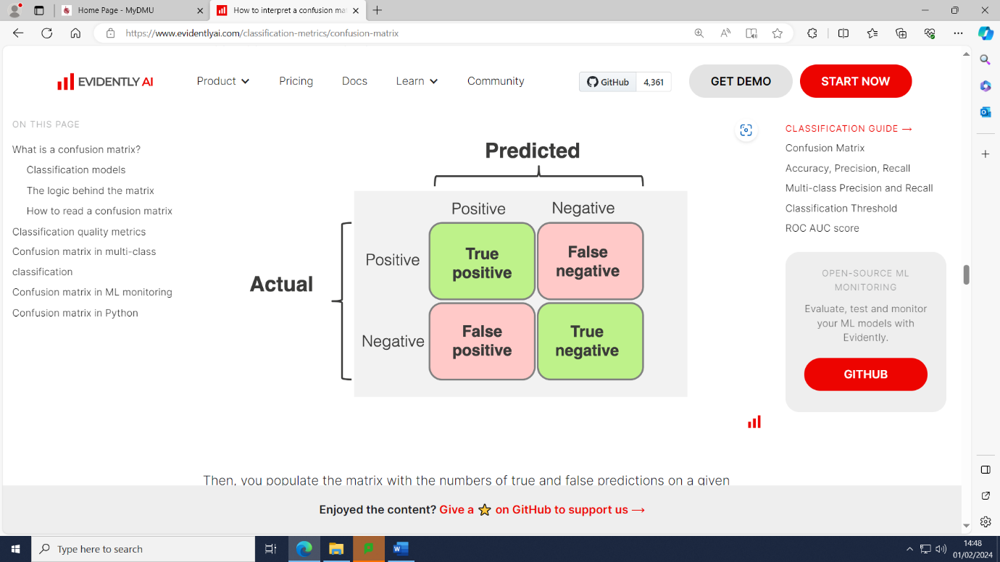 Home Page - MyDMU
How to interpret a confusion mat
https://www.evidentlyai.com/classification-metrics/confusion-matrix
EVIDENTLY AI
Product
Pricing
Docs
Learn
Community
GitHub
4,361
GET DEMO
START NOW
ON THIS PAGE
What is a confusion matrix?
Classification models
The logic behind the matrix
How to read a confusion matrix
Classification quality metrics
Confusion matrix in multi-class
classification
Confusion matrix in ML monitoring
Confusion matrix in Python
Predicted
Positive
Negative
Actual
Positive
True
positive
False
negative
Negative
False
positive
True
negative
CLASSIFICATION GUIDE →
Confusion Matrix
Accuracy, Precision, Recall
Multi-class Precision and Recall
Classification Threshold
ROC AUC score
OPEN-SOURCE ML
MONITORING
Evaluate, test and monitor
your ML models with
Evidently.
GITHUB
Then, you populate the matrix with the numbers of true and false predictions on a given
Enjoyed the content? Give a ⭐ on GitHub to support us →
Type here to search
14:48
01/02/2024